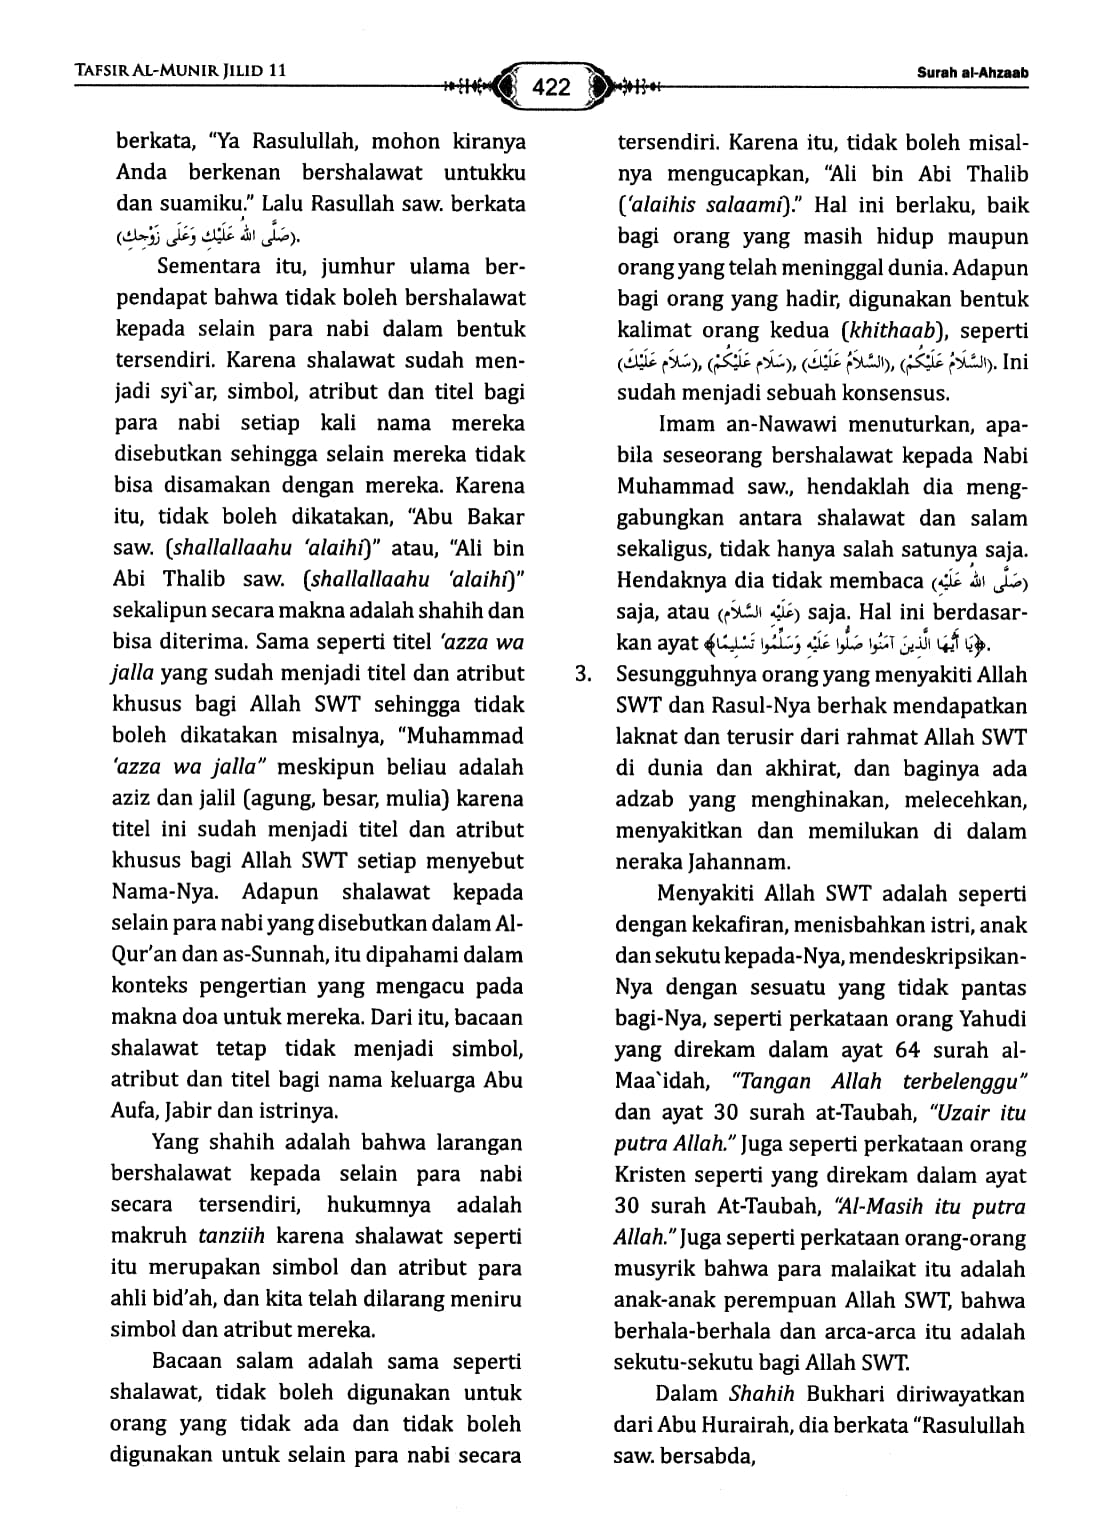 TAFSIR AL-MUNIR JILID 11
422
Surah al-Ahzaab
berkata, “Ya Rasulullah, mohon kiranya
Anda berkenan bershalawat untukku
dan suamiku.” Lalu Rasullah saw. berkata
(صَلَّى اللهُ عَلَيْكِ وَعَلَى زَوْجِكِ).
Sementara itu, jumhur ulama ber-
pendapat bahwa tidak boleh bershalawat
kepada selain para nabi dalam bentuk
tersendiri. Karena shalawat sudah men-
jadi syi`ar, simbol, atribut dan titel bagi
para nabi setiap kali nama mereka
disebutkan sehingga selain mereka tidak
bisa disamakan dengan mereka. Karena
itu, tidak boleh dikatakan, “Abu Bakar
saw. (shallallaahu ‘alaihi)” atau, “Ali bin
Abi Thalib saw. (shallallaahu ‘alaihi)”
sekalipun secara makna adalah shahih dan
bisa diterima. Sama seperti titel ‘azza wa
jalla yang sudah menjadi titel dan atribut
khusus bagi Allah SWT sehingga tidak
boleh dikatakan misalnya, “Muhammad
‘azza wa jalla” meskipun beliau adalah
aziz dan jalil (agung, besar, mulia) karena
titel ini sudah menjadi titel dan atribut
khusus bagi Allah SWT setiap menyebut
Nama-Nya. Adapun shalawat kepada
selain para nabi yang disebutkan dalam Al-
Qur’an dan as-Sunnah, itu dipahami dalam
konteks pengertian yang mengacu pada
makna doa untuk mereka. Dari itu, bacaan
shalawat tetap tidak menjadi simbol,
atribut dan titel bagi nama keluarga Abu
Aufa, Jabir dan istrinya.
Yang shahih adalah bahwa larangan
bershalawat kepada selain para nabi
secara tersendiri, hukumnya adalah
makruh tanziih karena shalawat seperti
itu merupakan simbol dan atribut para
ahli bid’ah, dan kita telah dilarang meniru
simbol dan atribut mereka.
Bacaan salam adalah sama seperti
shalawat, tidak boleh digunakan untuk
orang yang tidak ada dan tidak boleh
digunakan untuk selain para nabi secara
tersendiri. Karena itu, tidak boleh misal-
nya mengucapkan, “Ali bin Abi Thalib
(‘alaihis salaami).” Hal ini berlaku, baik
bagi orang yang masih hidup maupun
orang yang telah meninggal dunia. Adapun
bagi orang yang hadir, digunakan bentuk
kalimat orang kedua (khithaab), seperti
(سَلَام عَلَيْكَ), (سَلَام عَلَيْكُمْ), (السَّلَامُ عَلَيْكَ), (السَّلَامُ عَلَيْكُمْ). Ini
sudah menjadi sebuah konsensus.
Imam an-Nawawi menuturkan, apa-
bila seseorang bershalawat kepada Nabi
Muhammad saw., hendaklah dia meng-
gabungkan antara shalawat dan salam
sekaligus, tidak hanya salah satunya saja.
Hendaknya dia tidak membaca (صَلَّى اللهُ عَلَيْهِ)
saja, atau (عَلَيْهِ السَّلَام) saja. Hal ini berdasar-
kan ayat ﴿يَا أَيُّهَا الَّذِينَ آمَنُوا صَلُّوا عَلَيْهِ وَسَلِّمُوا تَسْلِيمًا﴾.
3. Sesungguhnya orang yang menyakiti Allah
SWT dan Rasul-Nya berhak mendapatkan
laknat dan terusir dari rahmat Allah SWT
di dunia dan akhirat, dan baginya ada
adzab yang menghinakan, melecehkan,
menyakitkan dan memilukan di dalam
neraka Jahannam.
Menyakiti Allah SWT adalah seperti
dengan kekafiran, menisbahkan istri, anak
dan sekutu kepada-Nya, mendeskripsikan-
Nya dengan sesuatu yang tidak pantas
bagi-Nya, seperti perkataan orang Yahudi
yang direkam dalam ayat 64 surah al-
Maa`idah, “Tangan Allah terbelenggu”
dan ayat 30 surah at-Taubah, “Uzair itu
putra Allah.” Juga seperti perkataan orang
Kristen seperti yang direkam dalam ayat
30 surah At-Taubah, “Al-Masih itu putra
Allah.” Juga seperti perkataan orang-orang
musyrik bahwa para malaikat itu adalah
anak-anak perempuan Allah SWT, bahwa
berhala-berhala dan arca-arca itu adalah
sekutu-sekutu bagi Allah SWT.
Dalam Shahih Bukhari diriwayatkan
dari Abu Hurairah, dia berkata “Rasulullah
saw. bersabda,